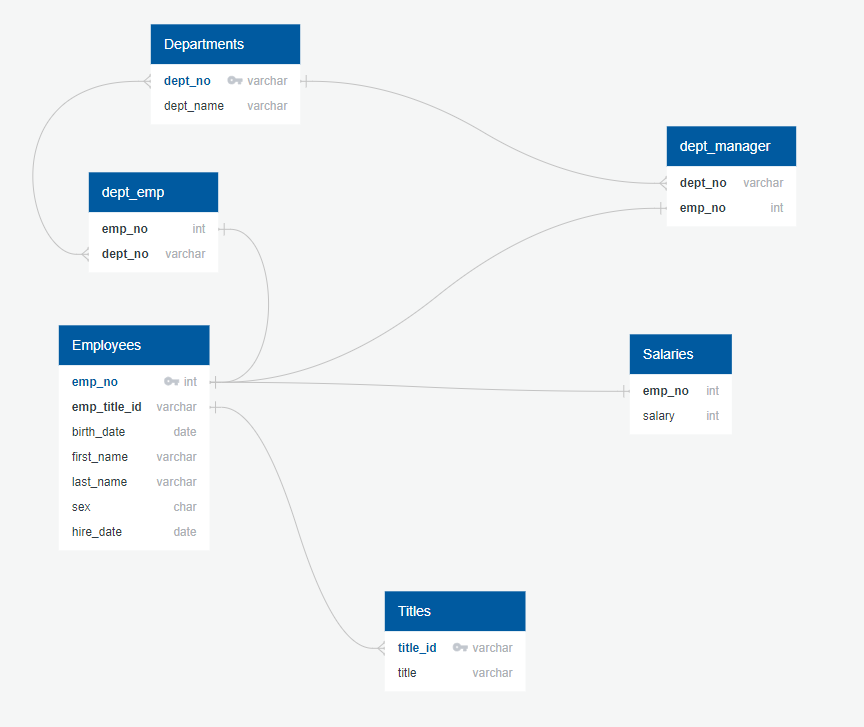 Departments
dept_no varchar
dept_name varchar
dept_manager
dept_no varchar
emp_no int
dept_emp
emp_no int
dept_no varchar
Employees
emp_no int
emp_title_id varchar
birth_date date
first_name varchar
last_name varchar
sex char
hire_date date
Salaries
emp_no int
salary int
Titles
title_id varchar
title varchar